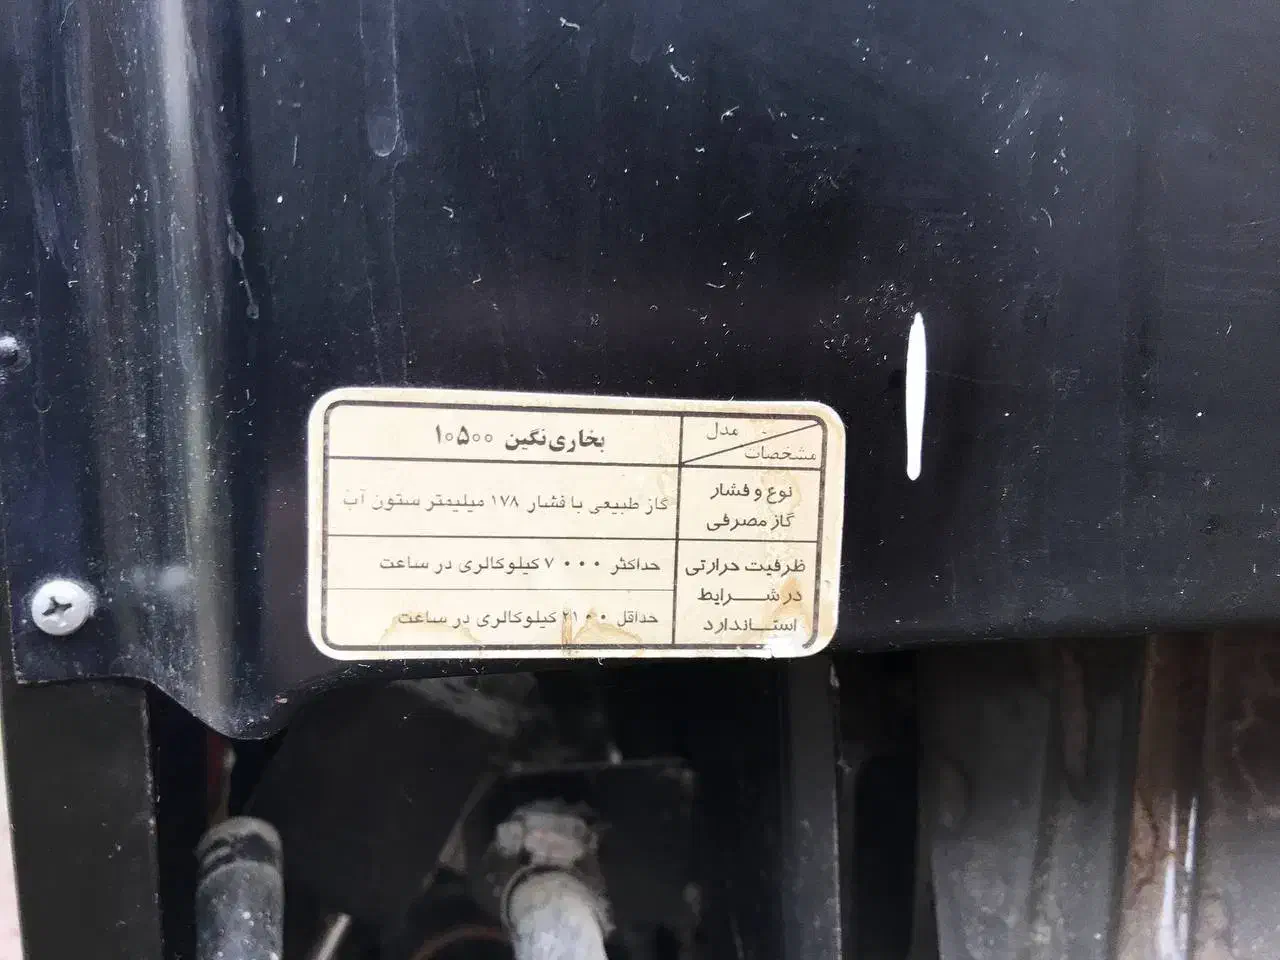 مدل
مشخصات
بخاری نگین ۱۰۵۰۰
نوع و فشار
گاز مصرفی
گاز طبیعی با فشار ۱۷۸ میلیمتر ستون آب
ظرفیت حرارتی
در شرایط
استاندارد
حداکثر ۷۰۰۰ کیلوکالری در ساعت
حداقل ۲۱۰۰ کیلوکالری در ساعت